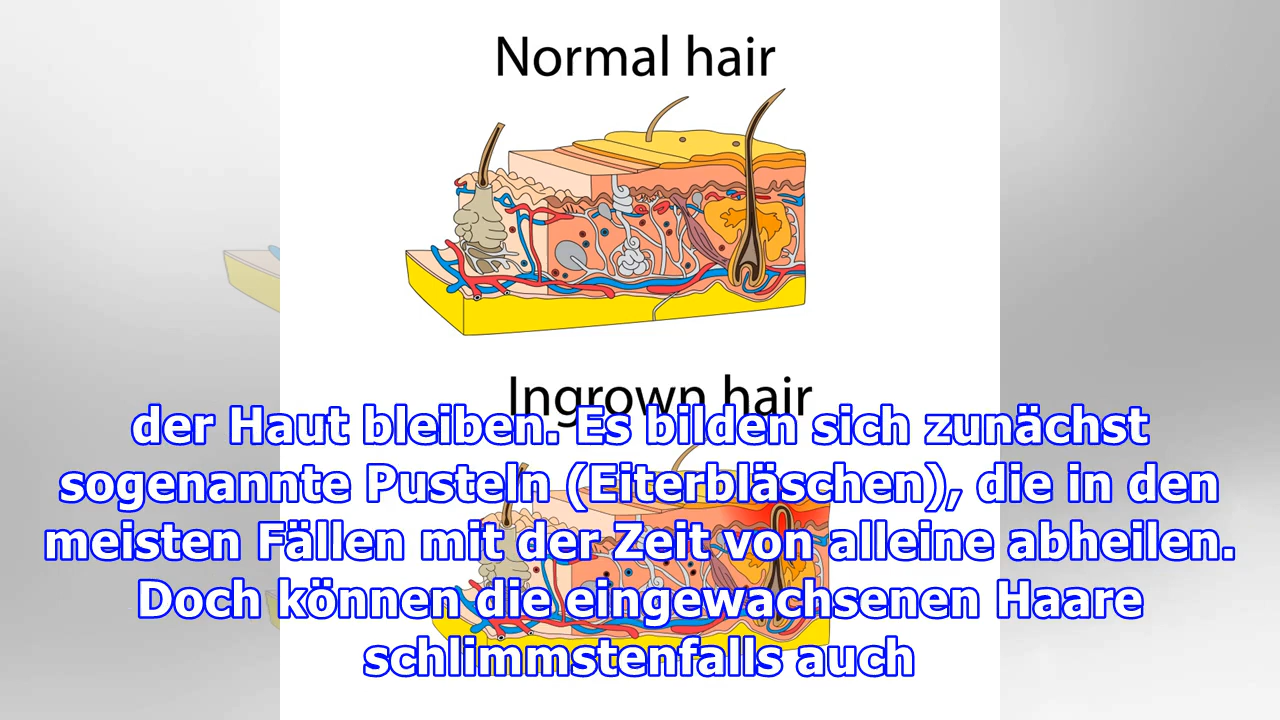 Normal hair
Ingrown hair
der Haut bleiben. Es bilden sich zunächst
sogenannte Pusteln (Eiterbläschen), die in den
meisten Fällen mit der Zeit von alleine abheilen.
Doch können die eingewachsenen Haare
schlimmstenfalls auch